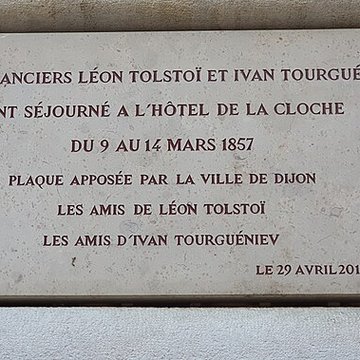 ANCIERS LÉON TOLSTOÏ ET IVAN TOURGUÉ
NT SÉJOURNÉ A L'HÔTEL DE LA CLOCHE
DU 9 AU 14 MARS 1857
PLAQUE APPOSÉE PAR LA VILLE DE DIJON
LES AMIS DE LÉON TOLSTOÏ
LES AMIS D'IVAN TOURGUÉNIEV
LE 29 AVRIL 201